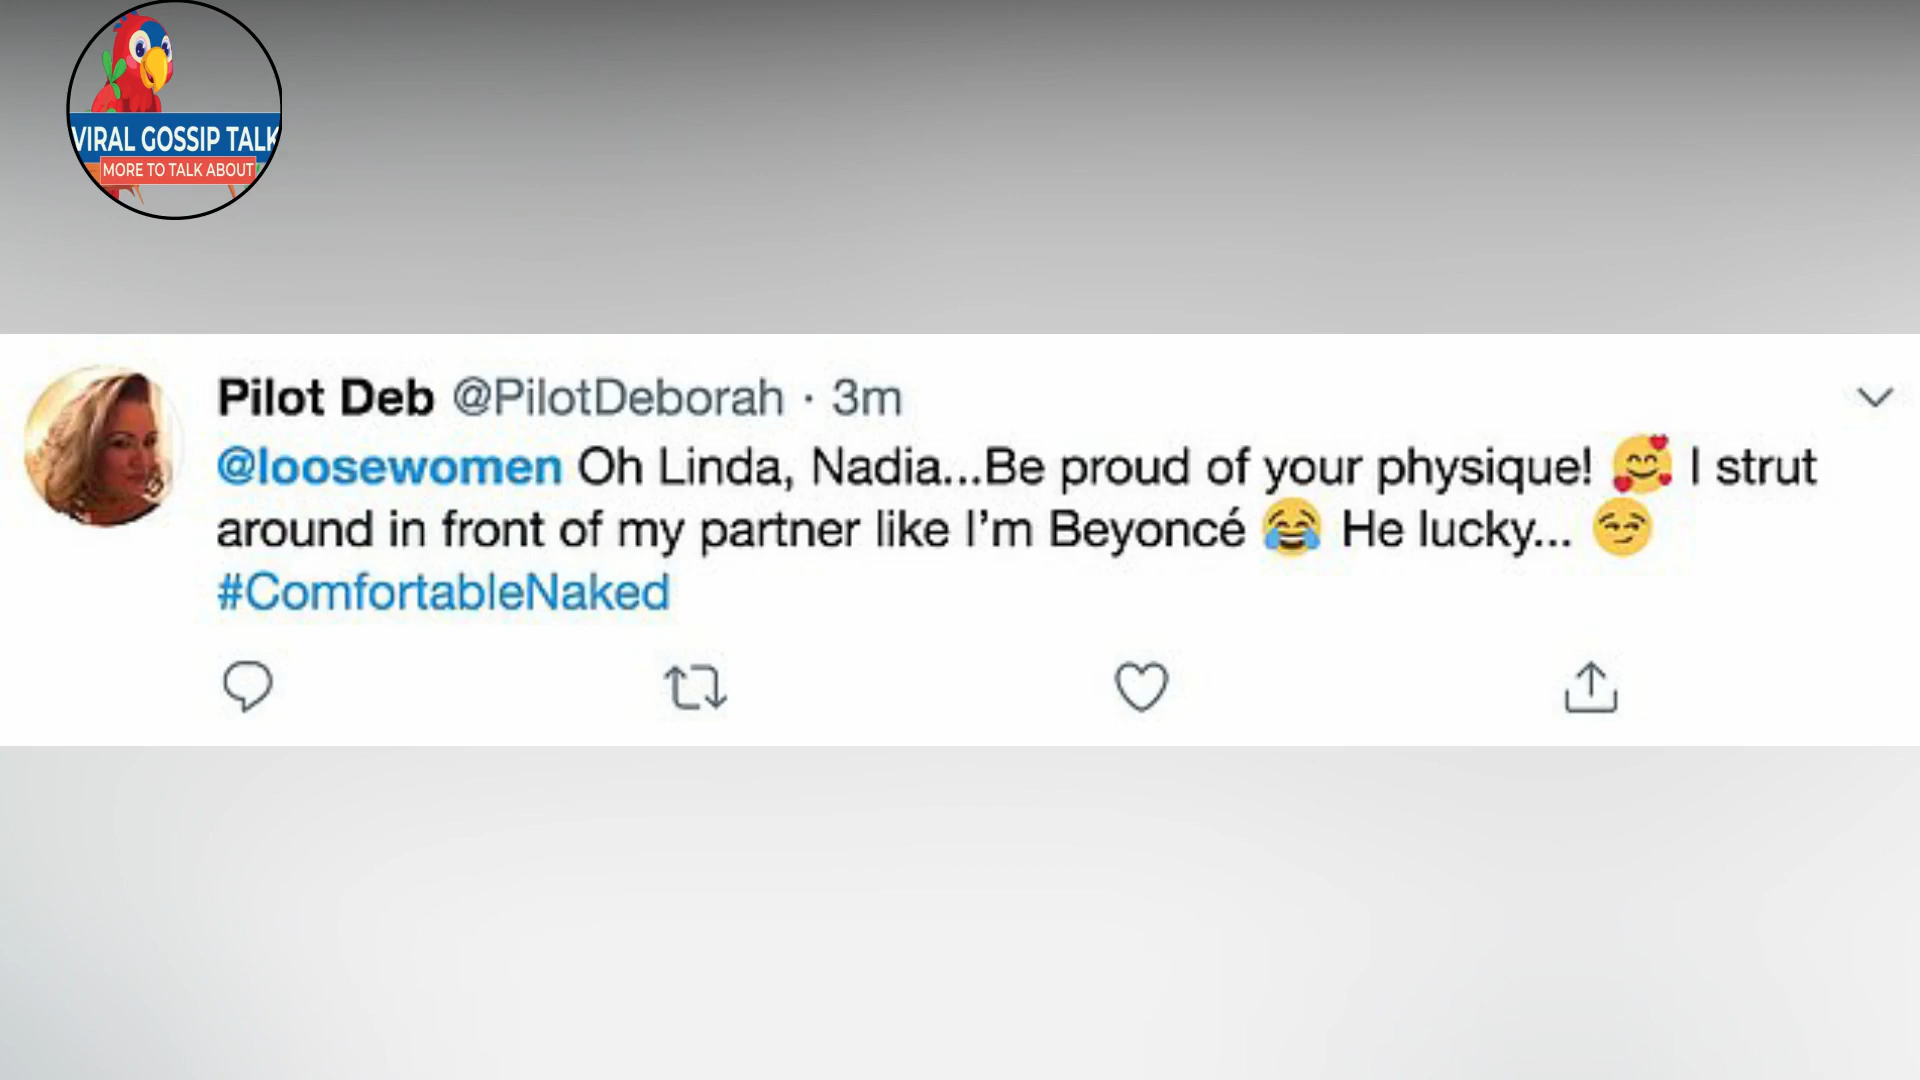 VIRAL GOSSIP TALK
MORE TO TALK ABOUT
Pilot Deb @PilotDeborah · 3m
@loosewomen Oh Linda, Nadia...Be proud of your physique! 🥰 I strut
around in front of my partner like I'm Beyoncé 😂 He lucky... 😏
#ComfortableNaked